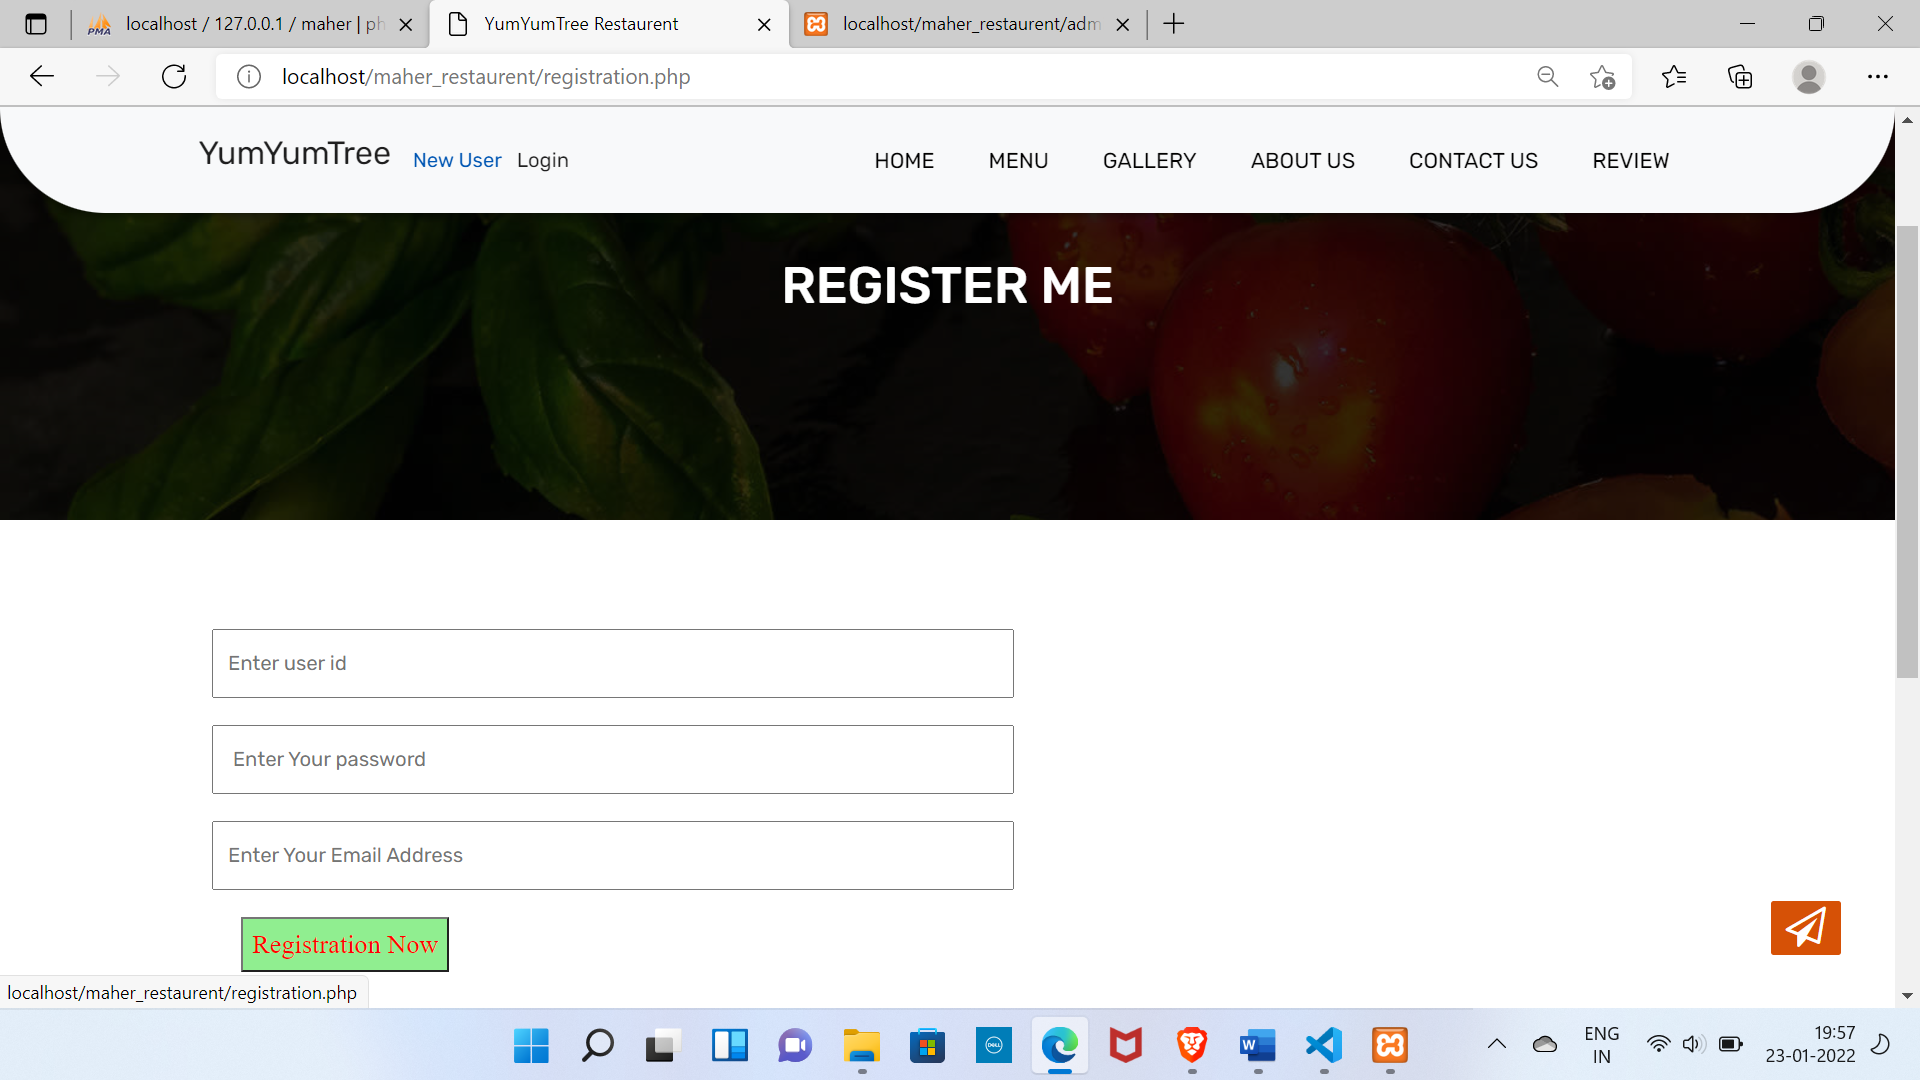 localhost / 127.0.0.1 / maher | ph
YumYumTree Restaurent
localhost/maher_restaurent/adm
localhost/maher_restaurent/registration.php
YumYumTree
New User
Login
HOME
MENU
GALLERY
ABOUT US
CONTACT US
REVIEW
REGISTER ME
Enter user id
Enter Your password
Enter Your Email Address
Registration Now
localhost/maher_restaurent/registration.php
ENG
IN
19:57
23-01-2022